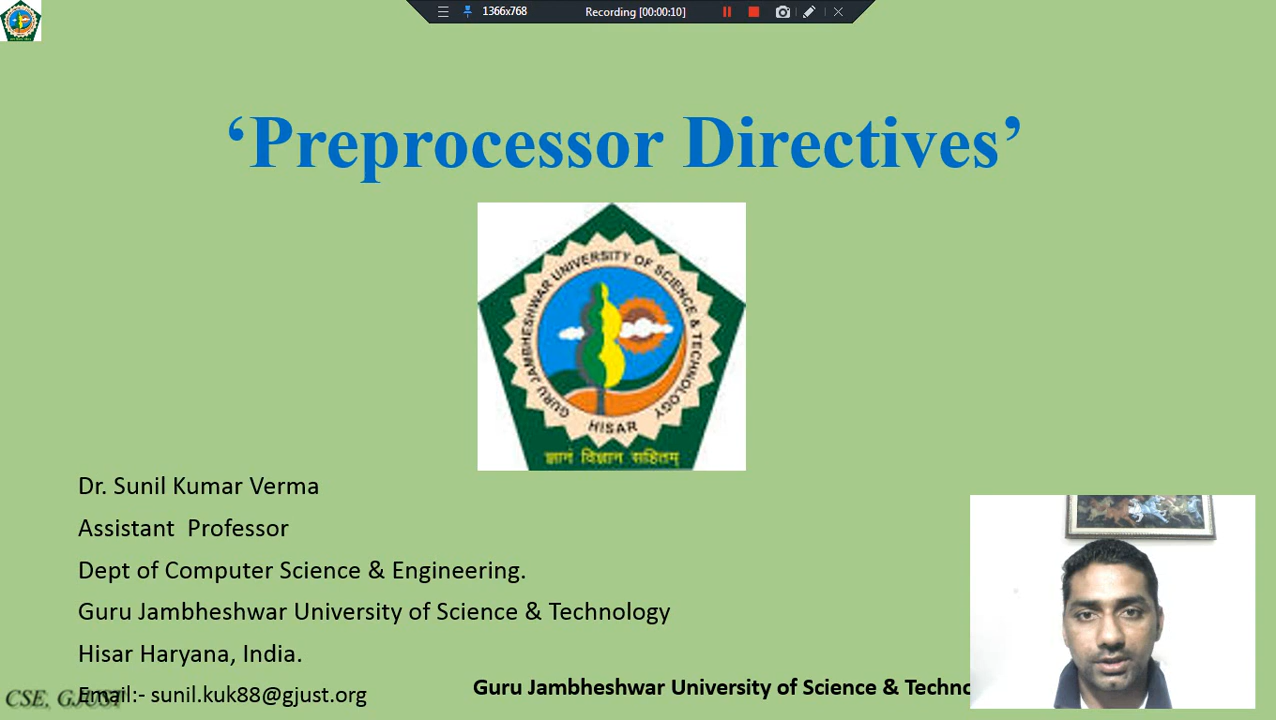 1366x768 Recording [00:00:10]
‘Preprocessor Directives’
GURU JAMBHESHWAR UNIVERSITY OF SCIENCE & TECHNOLOGY
HISAR
ज्ञानं विज्ञान सहितम्
Dr. Sunil Kumar Verma
Assistant Professor
Dept of Computer Science & Engineering.
Guru Jambheshwar University of Science & Technology
Hisar Haryana, India.
Email:- sunil.kuk88@gjust.org
CSE, GJUST
Guru Jambheshwar University of Science & Techno